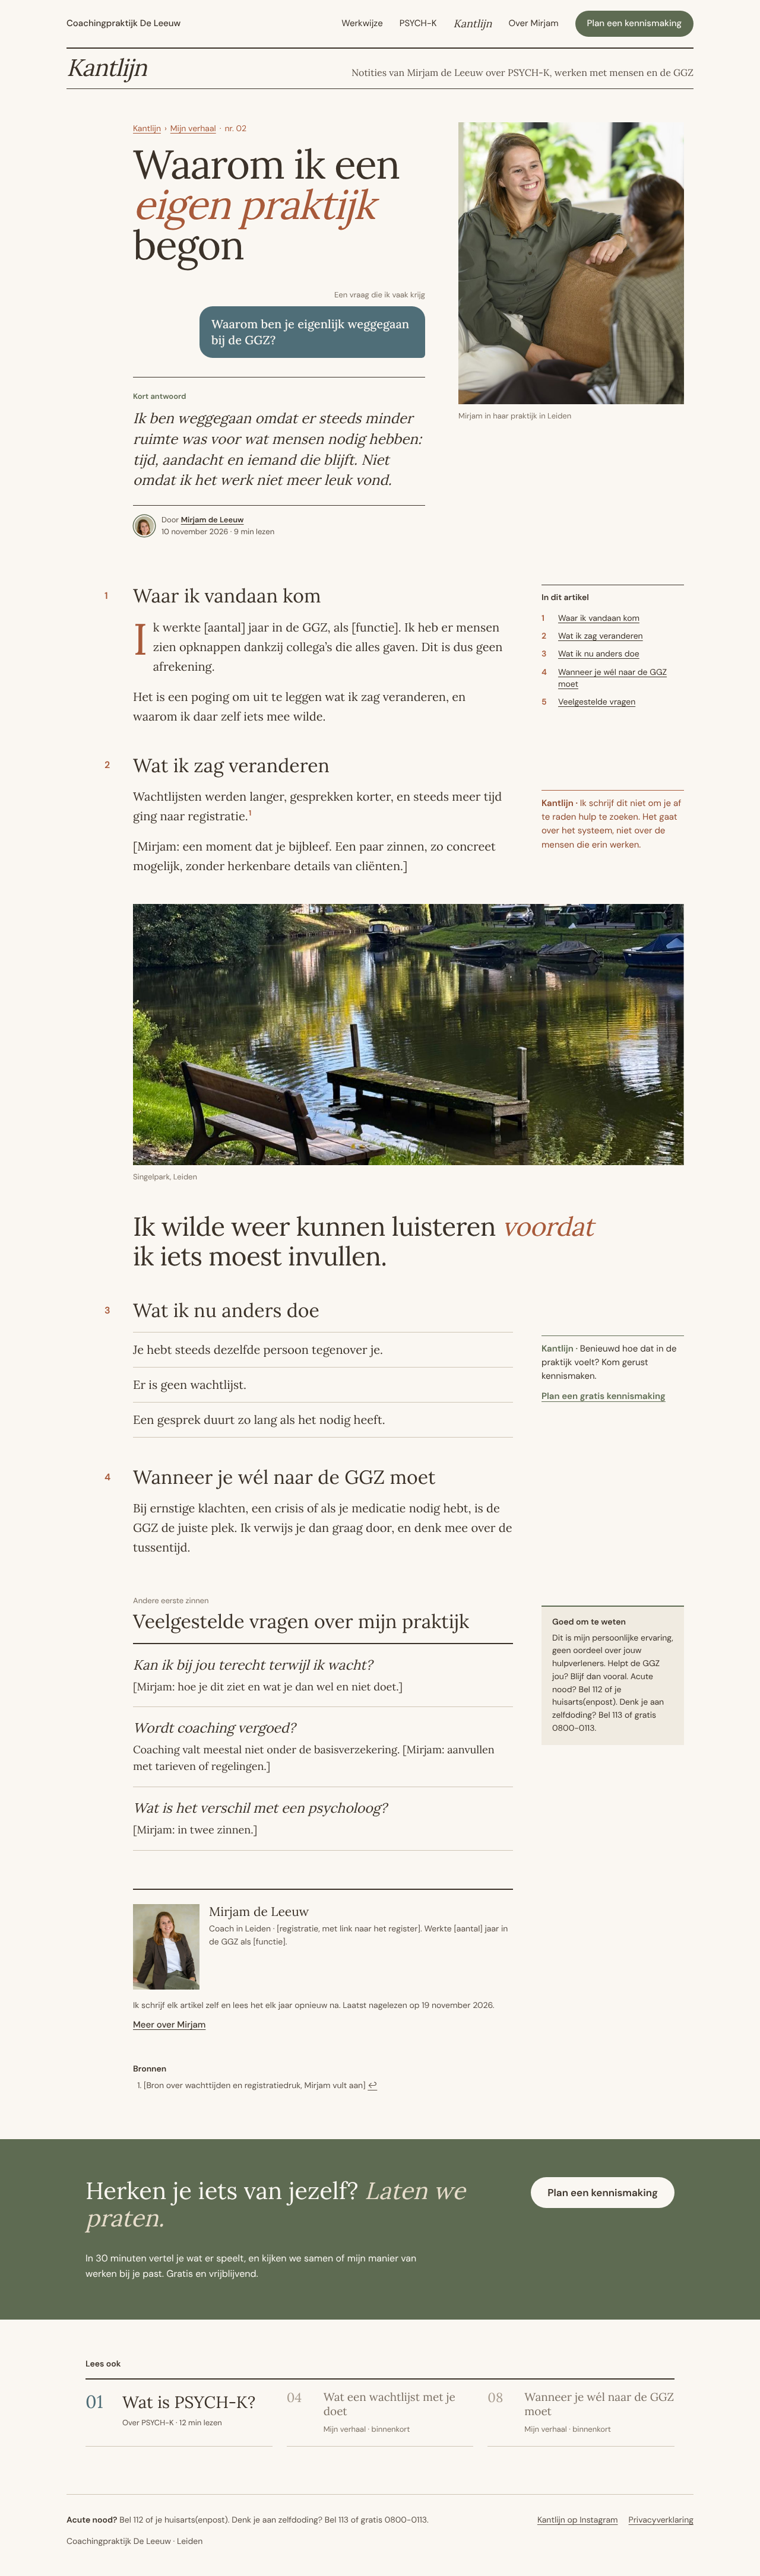 Coachingpraktijk De Leeuw
Werkwijze PSYCH-K Kantlijn Over Mirjam Plan een kennismaking
Kantlijn
Notities van Mirjam de Leeuw over PSYCH-K, werken met mensen en de GGZ
Kantlijn › Mijn verhaal · nr. 02
Waarom ik een
eigen praktijk
begon
Een vraag die ik vaak krijg
Waarom ben je eigenlijk weggegaan
bij de GGZ?
Kort antwoord
Ik ben weggegaan omdat er steeds minder
ruimte was voor wat mensen nodig hebben:
tijd, aandacht en iemand die blijft. Niet
omdat ik het werk niet meer leuk vond.
Door Mirjam de Leeuw
10 november 2026 · 9 min lezen
Mirjam in haar praktijk in Leiden
1 Waar ik vandaan kom
Ik werkte [aantal] jaar in de GGZ, als [functie]. Ik heb er mensen
zien opknappen dankzij collega’s die alles gaven. Dit is dus geen
afrekening.
Het is een poging om uit te leggen wat ik zag veranderen, en
waarom ik daar zelf iets mee wilde.
In dit artikel
1 Waar ik vandaan kom
2 Wat ik zag veranderen
3 Wat ik nu anders doe
4 Wanneer je wél naar de GGZ
moet
5 Veelgestelde vragen
2 Wat ik zag veranderen
Wachtlijsten werden langer, gesprekken korter, en steeds meer tijd
ging naar registratie.1
[Mirjam: een moment dat je bijbleef. Een paar zinnen, zo concreet
mogelijk, zonder herkenbare details van cliënten.]
Kantlijn · Ik schrijf dit niet om je af
te raden hulp te zoeken. Het gaat
over het systeem, niet over de
mensen die erin werken.
Singelpark, Leiden
Ik wilde weer kunnen luisteren voordat
ik iets moest invullen.
3 Wat ik nu anders doe
Je hebt steeds dezelfde persoon tegenover je.
Er is geen wachtlijst.
Een gesprek duurt zo lang als het nodig heeft.
Kantlijn · Benieuwd hoe dat in de
praktijk voelt? Kom gerust
kennismaken.
Plan een gratis kennismaking
4 Wanneer je wél naar de GGZ moet
Bij ernstige klachten, een crisis of als je medicatie nodig hebt, is de
GGZ de juiste plek. Ik verwijs je dan graag door, en denk mee over de
tussentijd.
Andere eerste zinnen
Veelgestelde vragen over mijn praktijk
Kan ik bij jou terecht terwijl ik wacht?
[Mirjam: hoe je dit ziet en wat je dan wel en niet doet.]
Wordt coaching vergoed?
Coaching valt meestal niet onder de basisverzekering. [Mirjam: aanvullen
met tarieven of regelingen.]
Wat is het verschil met een psycholoog?
[Mirjam: in twee zinnen.]
Goed om te weten
Dit is mijn persoonlijke ervaring,
geen oordeel over jouw
hulpverleners. Helpt de GGZ
jou? Blijf dan vooral. Acute
nood? Bel 112 of je
huisarts(enpost). Denk je aan
zelfdoding? Bel 113 of gratis
0800-0113.
Mirjam de Leeuw
Coach in Leiden · [registratie, met link naar het register]. Werkte [aantal] jaar in
de GGZ als [functie].
Ik schrijf elk artikel zelf en lees het elk jaar opnieuw na. Laatst nagelezen op 19 november 2026.
Meer over Mirjam
Bronnen
1. [Bron over wachttijden en registratiedruk, Mirjam vult aan] ↩
Herken je iets van jezelf? Laten we
praten.
In 30 minuten vertel je wat er speelt, en kijken we samen of mijn manier van
werken bij je past. Gratis en vrijblijvend.
Plan een kennismaking
Lees ook
01 Wat is PSYCH-K?
Over PSYCH-K · 12 min lezen
04 Wat een wachtlijst met je
doet
Mijn verhaal · binnenkort
08 Wanneer je wél naar de GGZ
moet
Mijn verhaal · binnenkort
Acute nood? Bel 112 of je huisarts(enpost). Denk je aan zelfdoding? Bel 113 of gratis 0800-0113.
Kantlijn op Instagram Privacyverklaring
Coachingpraktijk De Leeuw · Leiden